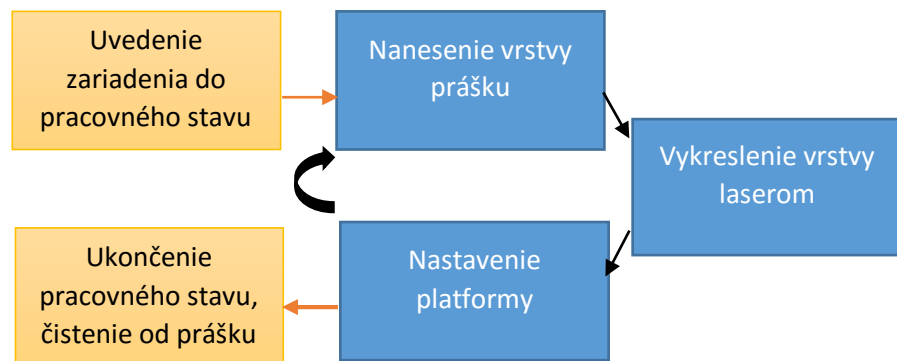 Uvedenie
zariadenia do
pracovného stavu
Nanesenie vrstvy
prášku
Vykreslenie vrstvy
laserom
Nastavenie
platformy
Ukončenie
pracovného stavu,
čistenie od prášku